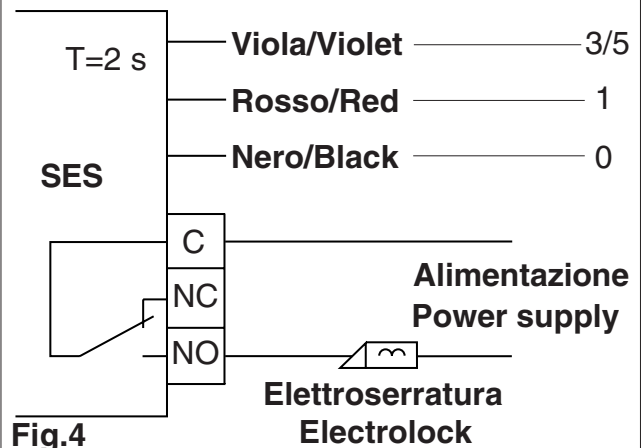 T=2 s
Viola/Violet 3/5
Rosso/Red 1
Nero/Black 0
SES
C
NC
NO
Alimentazione
Power supply
Elettroserratura
Electrolock
Fig.4